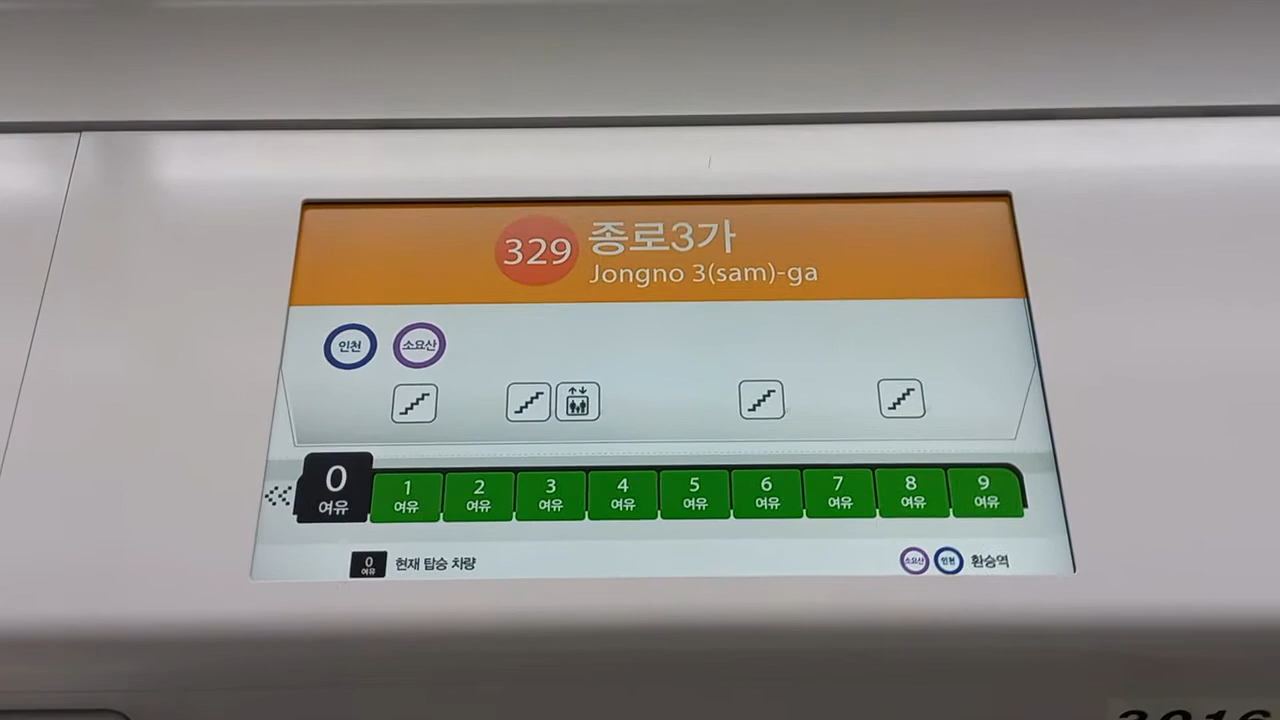 329 종로3가
Jongno 3(sam)-ga
인천 소요산
0 1 2 3 4 5 6 7 8 9
여유 여유 여유 여유 여유 여유 여유 여유 여유 여유
0 여유 현재 탑승 차량
소요산 인천 환승역